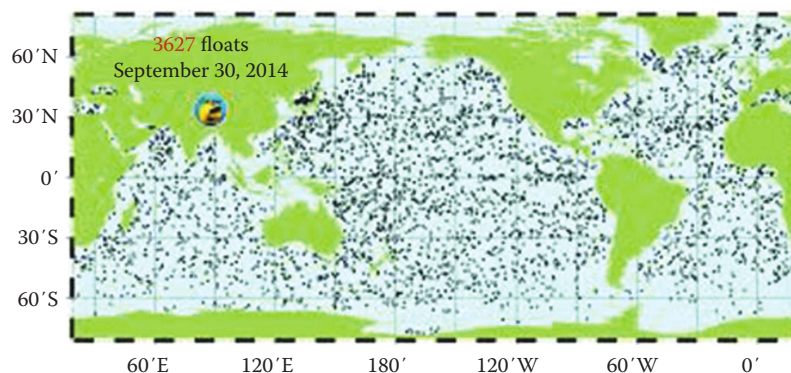 3627 floats
September 30, 2014
60′N
30′N
0′
30′S
60′S
60′E
120′E
180′
120′W
60′W
0′